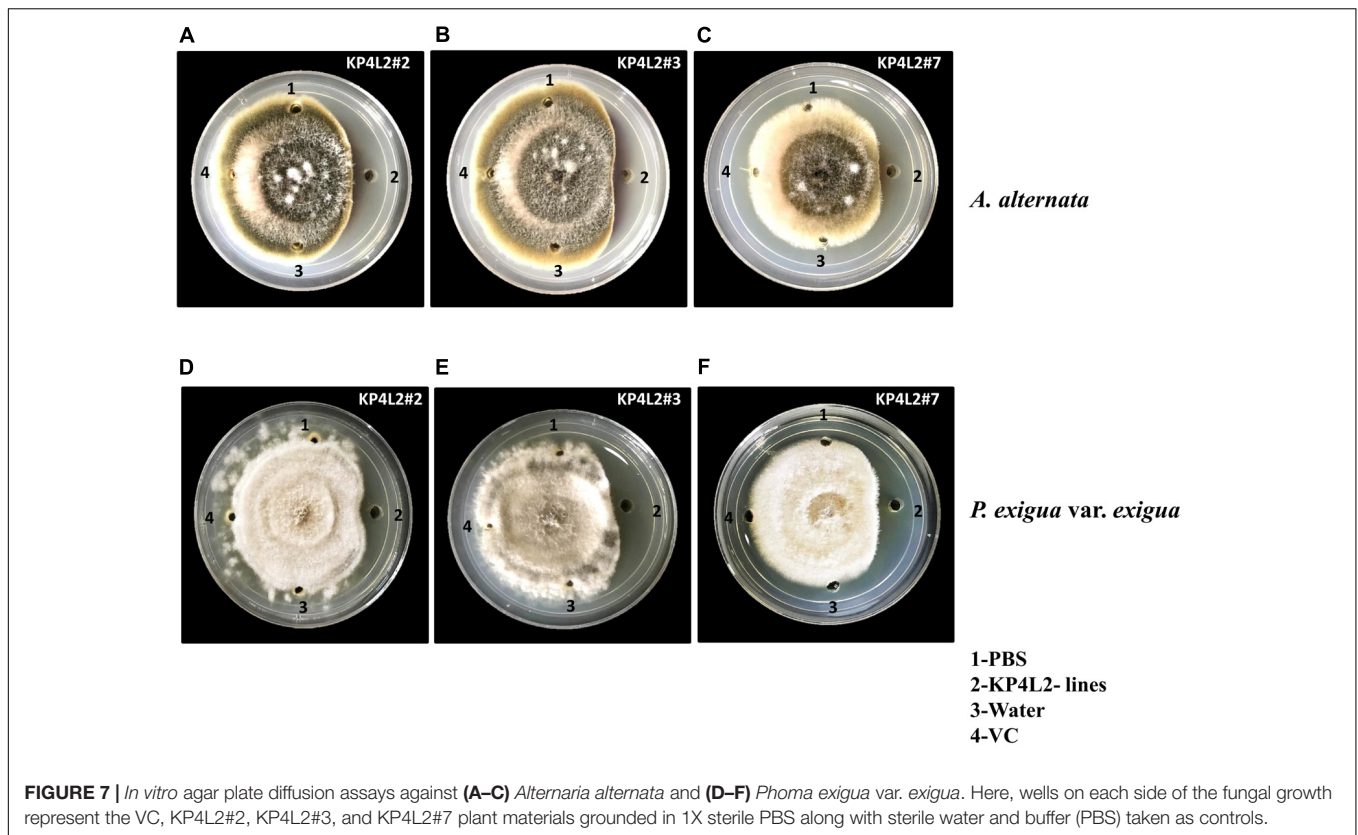 A
B
C
KP4L2#2
KP4L2#3
KP4L2#7
1
2
3
4
1
2
3
4
1
2
3
4
A. alternata
D
E
F
KP4L2#2
KP4L2#3
KP4L2#7
1
2
3
4
1
2
3
4
1
2
3
4
P. exigua var. exigua
1-PBS
2-KP4L2- lines
3-Water
4-VC
FIGURE 7 | In vitro agar plate diffusion assays against (A–C) Alternaria alternata and (D–F) Phoma exigua var. exigua. Here, wells on each side of the fungal growth
represent the VC, KP4L2#2, KP4L2#3, and KP4L2#7 plant materials grounded in 1X sterile PBS along with sterile water and buffer (PBS) taken as controls.